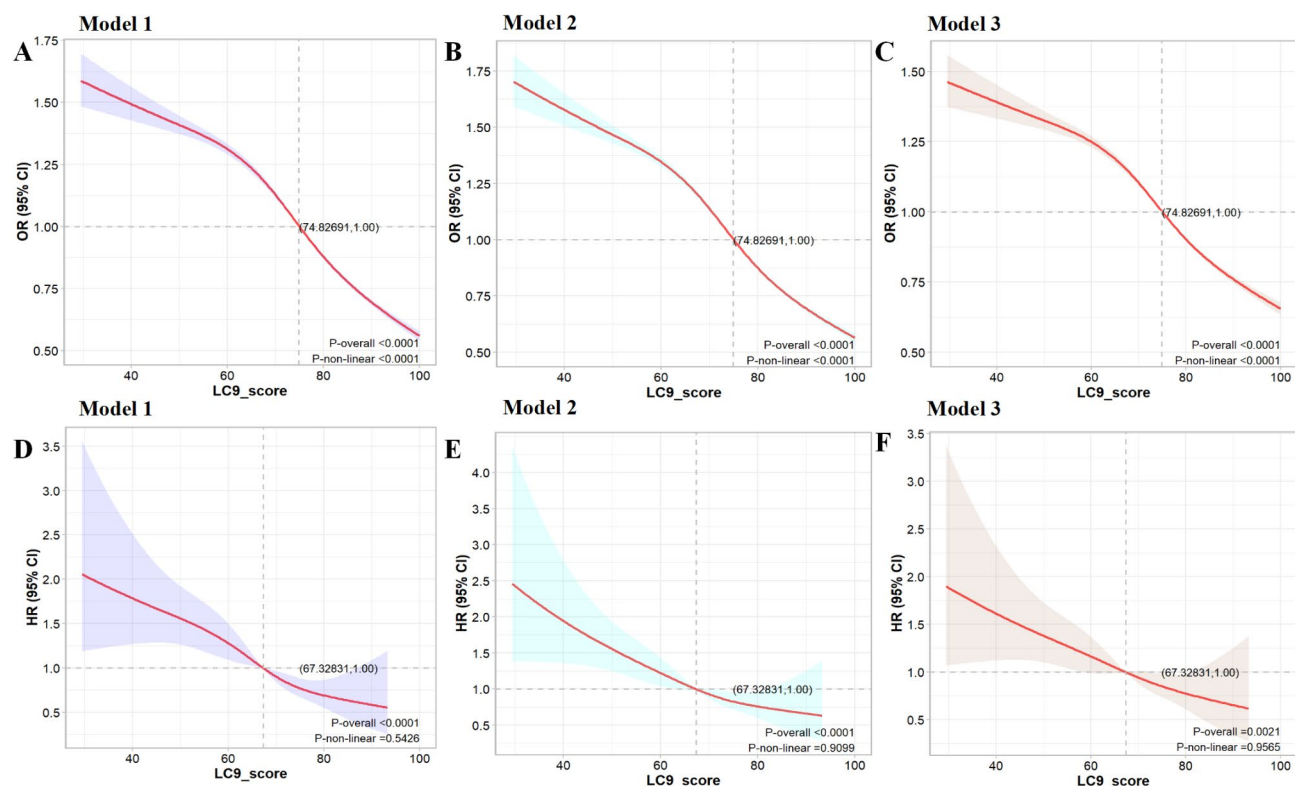 Model 1
Model 2
Model 3
A
1.75
1.50
1.25
1.00
0.75
0.50
OR (95% CI)
(74.82691,1.00)
P-overall <0.0001
P-non-linear <0.0001
40
60
80
100
LC9_score
B
1.75
1.50
1.25
1.00
0.75
0.50
OR (95% CI)
(74.82691,1.00)
P-overall <0.0001
P-non-linear <0.0001
40
60
80
100
LC9_score
C
1.50
1.25
1.00
0.75
0.50
OR (95% CI)
(74.82691,1.00)
P-overall <0.0001
P-non-linear <0.0001
40
60
80
100
LC9_score
Model 1
Model 2
Model 3
D
3.5
3.0
2.5
2.0
1.5
1.0
0.5
HR (95% CI)
(67.32831,1.00)
P-overall <0.0001
P-non-linear =0.5426
40
60
80
100
LC9_score
E
4.0
3.5
3.0
2.5
2.0
1.5
1.0
0.5
HR (95% CI)
(67.32831,1.00)
P-overall <0.0001
P-non-linear =0.9099
40
60
80
100
LC9_score
F
3.5
3.0
2.5
2.0
1.5
1.0
0.5
HR (95% CI)
(67.32831,1.00)
P-overall =0.0021
P-non-linear =0.9565
40
60
80
100
LC9_score